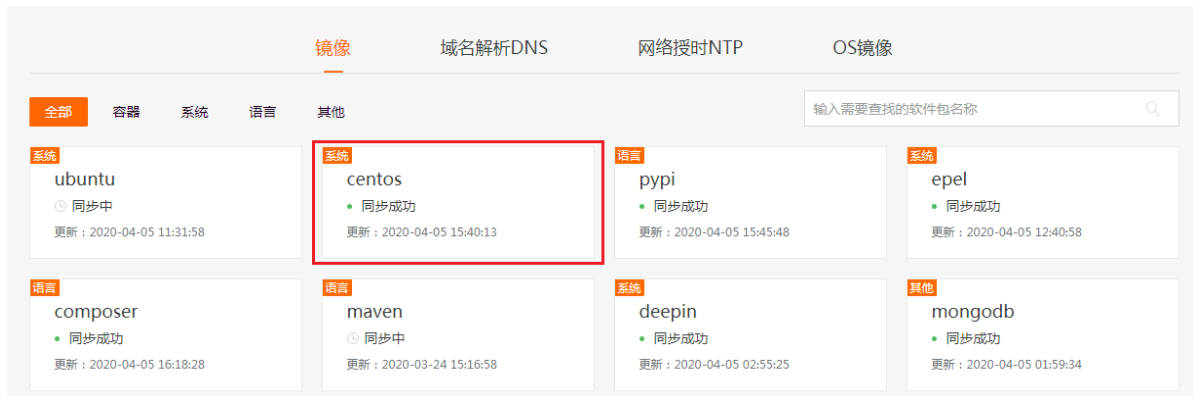 镜像 域名解析DNS 网络授时NTP OS镜像
全部 容器 系统 语言 其他 输入需要查找的软件包名称
系统 系统 语言 系统
ubuntu centos pypi epel
同步中 同步成功 同步成功 同步成功
更新：2020-04-05 11:31:58 更新：2020-04-05 15:40:13 更新：2020-04-05 15:45:48 更新：2020-04-05 12:40:58
语言 语言 系统 其他
composer maven deepin mongodb
同步成功 同步中 同步成功 同步成功
更新：2020-04-05 16:18:28 更新：2020-03-24 15:16:58 更新：2020-04-05 02:55:25 更新：2020-04-05 01:59:34